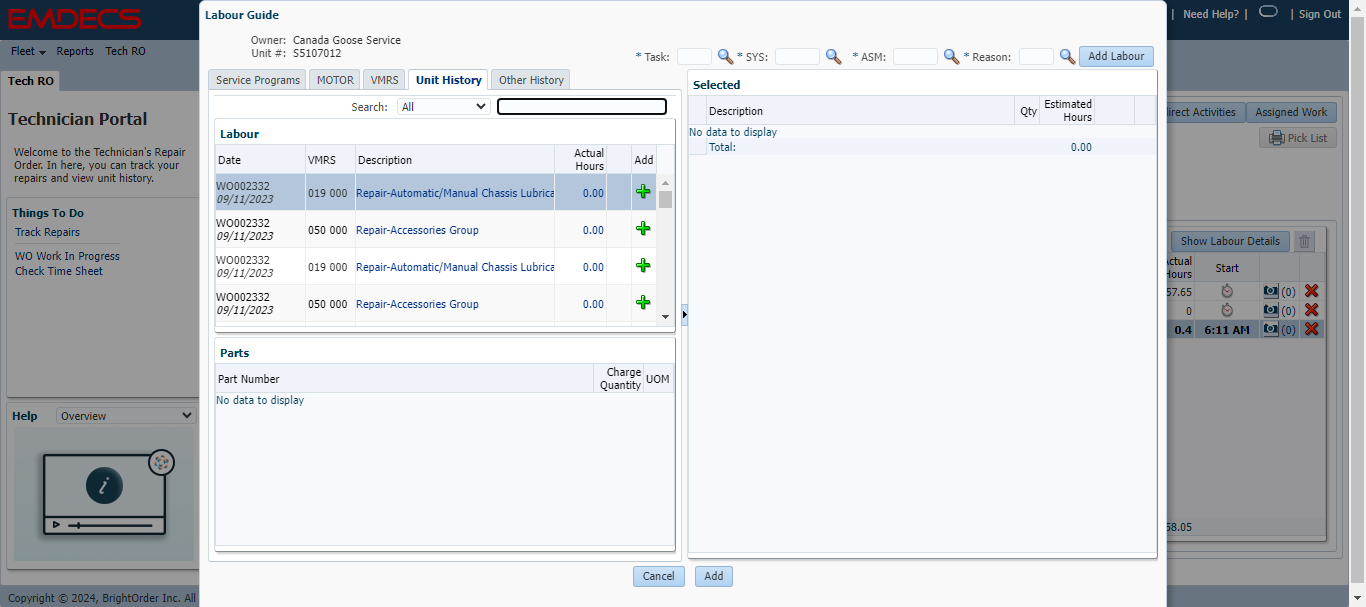 EMDECS
| Need Help? | | Sign Out
Fleet Reports Tech RO
Tech RO
Technician Portal
Welcome to the Technician's Repair
Order. In here, you can track your
repairs and view unit history.
Things To Do
Track Repairs
WO Work In Progress
Check Time Sheet
Help Overview
i
Copyright © 2024, BrightOrder Inc. All
Labour Guide
Owner: Canada Goose Service
Unit #: S5107012
* Task: * SYS: * ASM: * Reason: Add Labour
Service Programs MOTOR VMRS Unit History Other History
Search: All
Labour
Date VMRS Description Actual Hours Add
WO002332
09/11/2023
019 000 Repair-Automatic/Manual Chassis Lubrica 0.00
WO002332
09/11/2023
050 000 Repair-Accessories Group 0.00
WO002332
09/11/2023
019 000 Repair-Automatic/Manual Chassis Lubrica 0.00
WO002332
09/11/2023
050 000 Repair-Accessories Group 0.00
Parts
Part Number Charge Quantity UOM
No data to display
Selected
Description Qty Estimated Hours
No data to display
Total: 0.00
Cancel Add
irect Activities Assigned Work
Pick List
Show Labour Details
ctual
Hours
Start
57.65 (0)
0 (0)
0.4 6:11 AM (0)
58.05